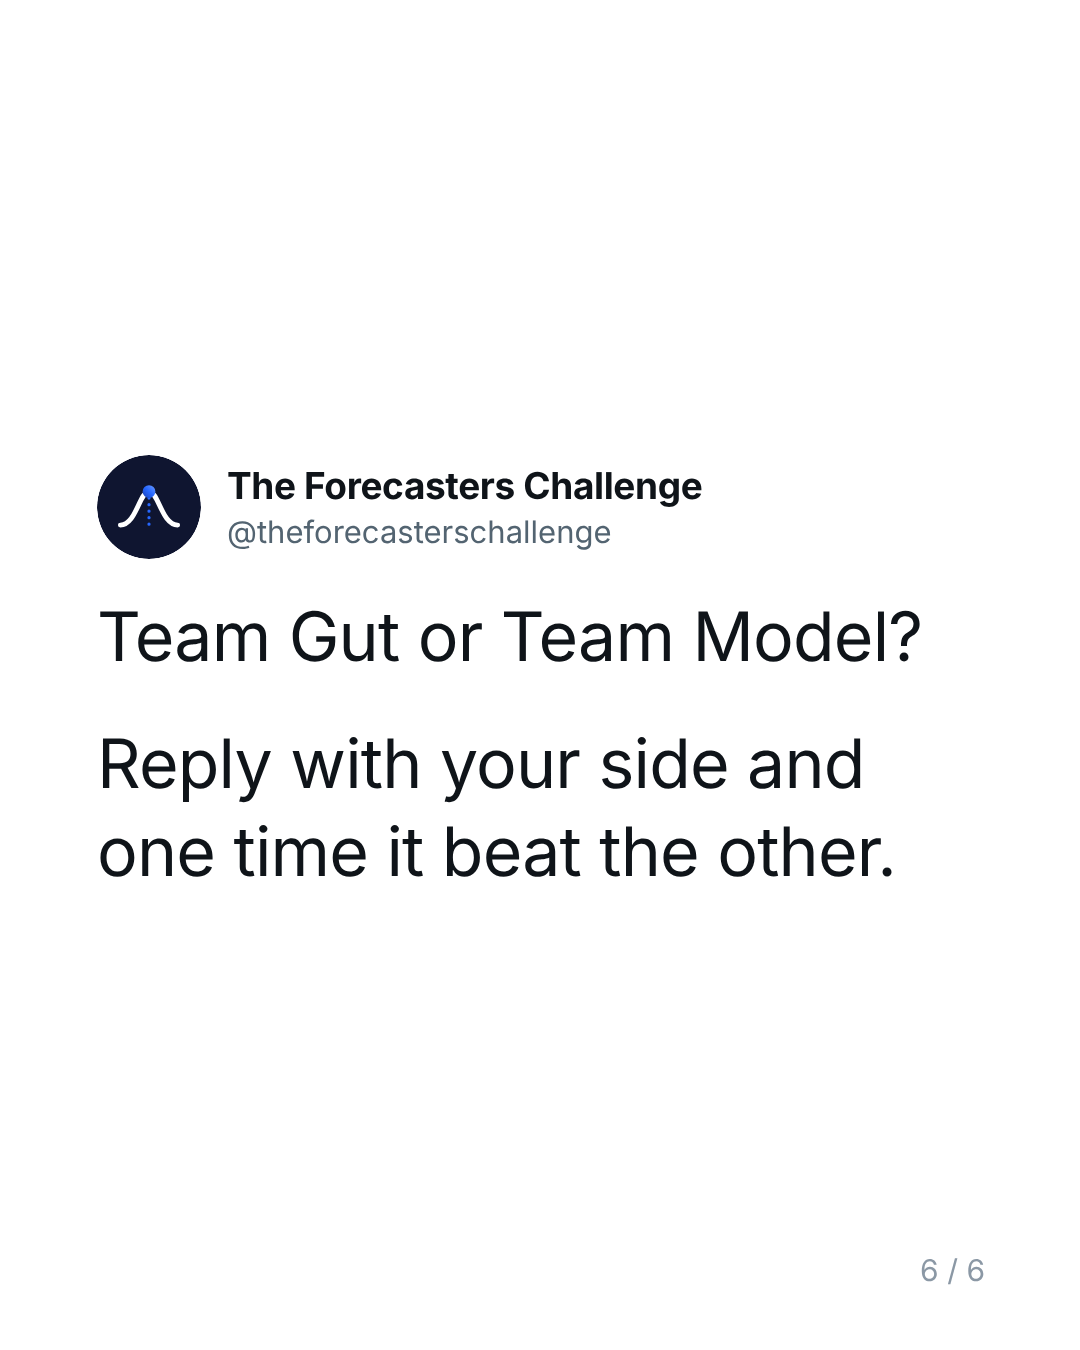 The Forecasters Challenge
@theforecasterschallenge
Team Gut or Team Model?
Reply with your side and
one time it beat the other.
6 / 6